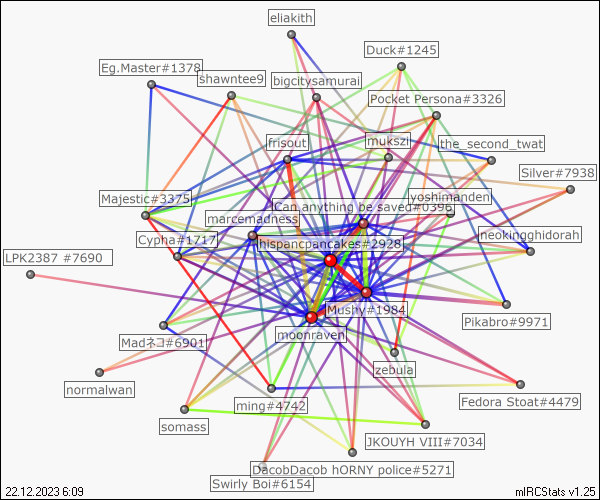 eliakith
Duck#1245
Eg.Master#1378
shawntee9
bigcitysamurai
Pocket Persona#3326
frisout
mukszi
the_second_twat
Silver#7938
Majestic#3375
yoshimanden
Can anything be saved#0396
marcemadness
Cypha#1717
hispancpancakes#2928
neokingghidorah
LPK2387 #7690
Mushy#1984
Pikabro#9971
Madネコ#6901
moonraven
zebula
normalwan
ming#4742
Fedora Stoat#4479
somass
JKOUYH VIII#7034
DacobDacob hORNY police#5271
Swirly Boi#6154
22.12.2023 6:09
mIRCStats v1.25